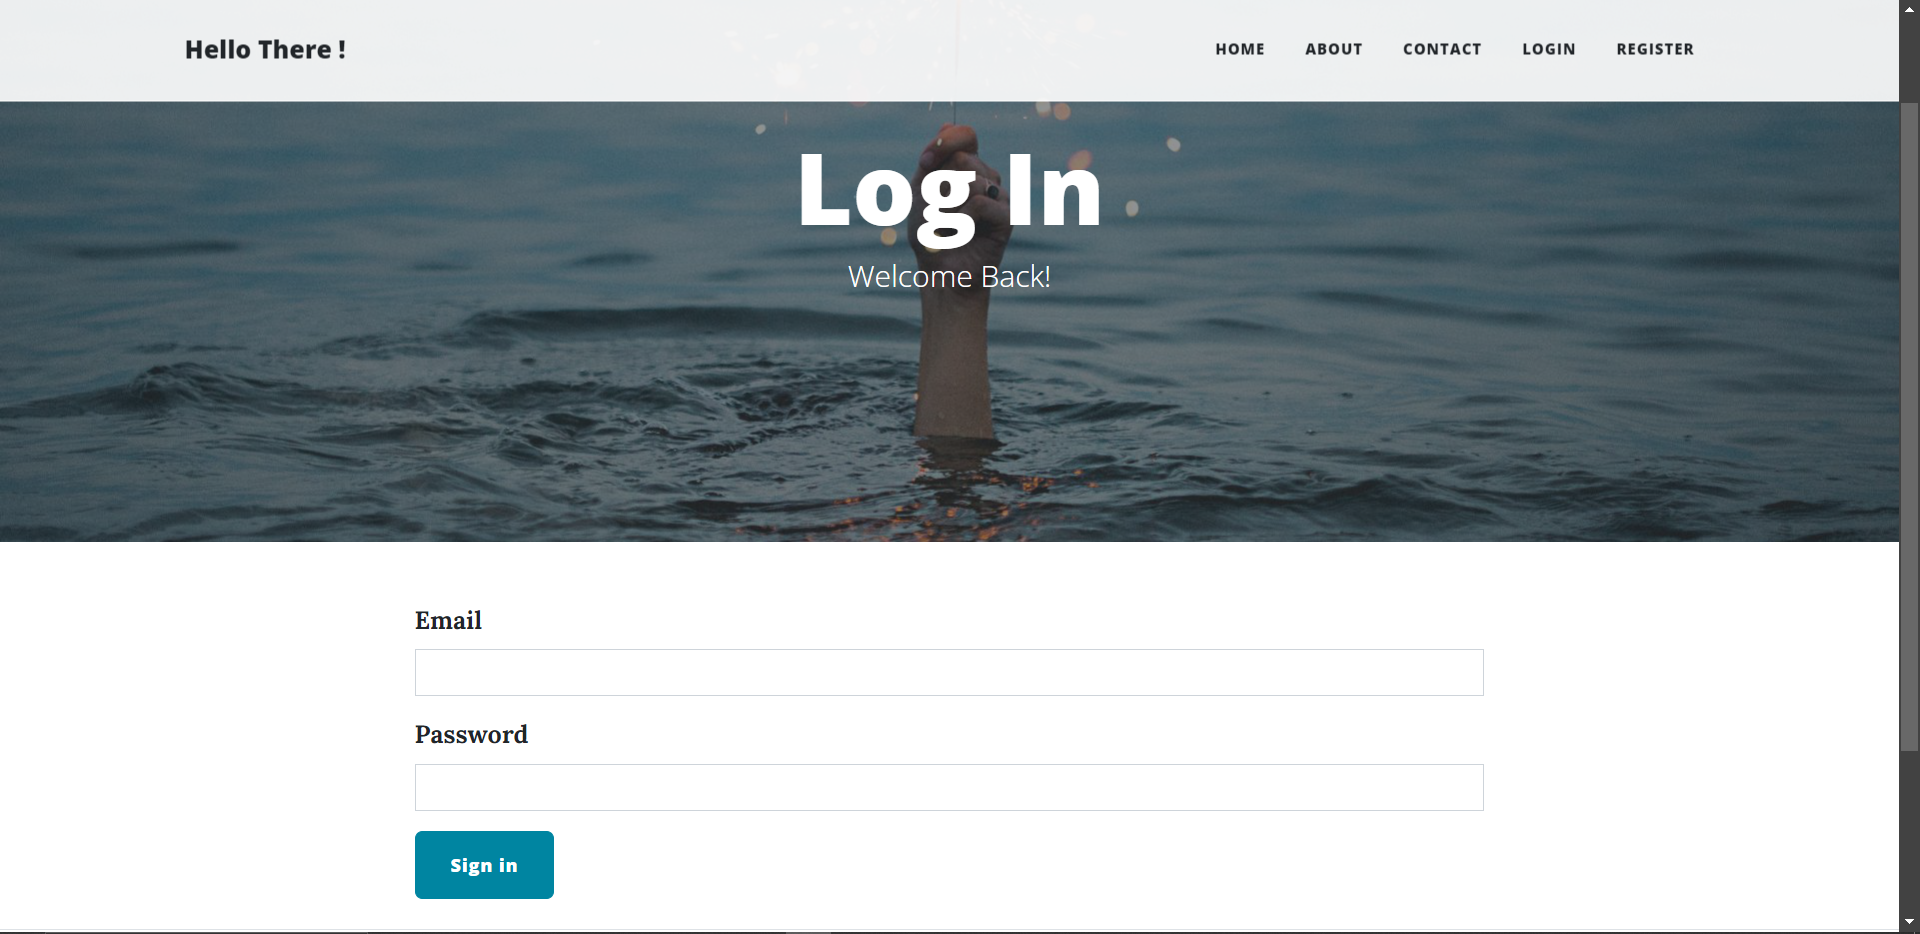 Hello There !
HOME ABOUT CONTACT LOGIN REGISTER
Log In
Welcome Back!
Email
Password
Sign in